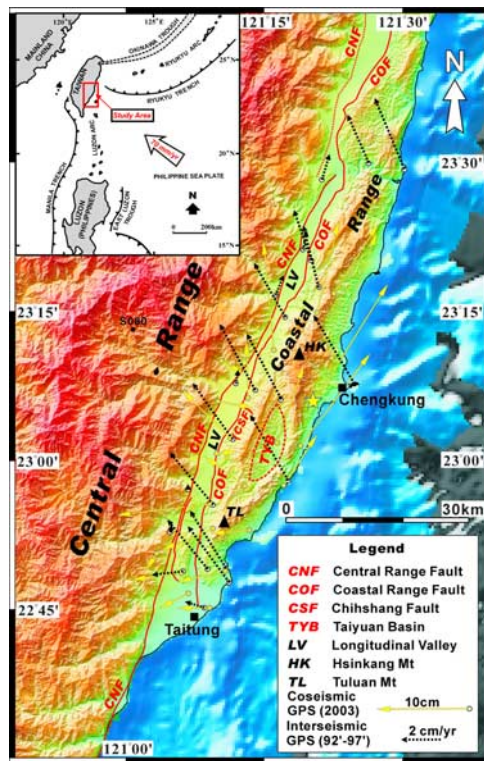 121°15' 121°30'
120° 125°
MAINLAND
CHINA
OKINAWA TROUGH
RYUKYU ARC
25°
TAIWAN
RYUKYU TRENCH
Study Area
LUZON ARC
70 mm/yr
20°
MANILA TRENCH
PHILIPPINE SEA PLATE
LUZON
(PHILIPPINES)
EAST LUZON
TROUGH
N
0 200km
15°
CNF
COF
N
23°30'
Range
CNF
COF
LV
23°15' 23°15'
S060
Range
Coastal
HK
Chengkung
CNF
LV
(CSF)
TYB
23°00' 23°00'
COF
Central
TL
0 30km
22°45'
Taitung
CNF
121°00'
Legend
CNF Central Range Fault
COF Coastal Range Fault
CSF Chihshang Fault
TYB Taiyuan Basin
LV Longitudinal Valley
HK Hsinkang Mt
TL Tuluan Mt
Coseismic
GPS (2003) 10cm
Interseismic
GPS (92'-97') 2 cm/yr